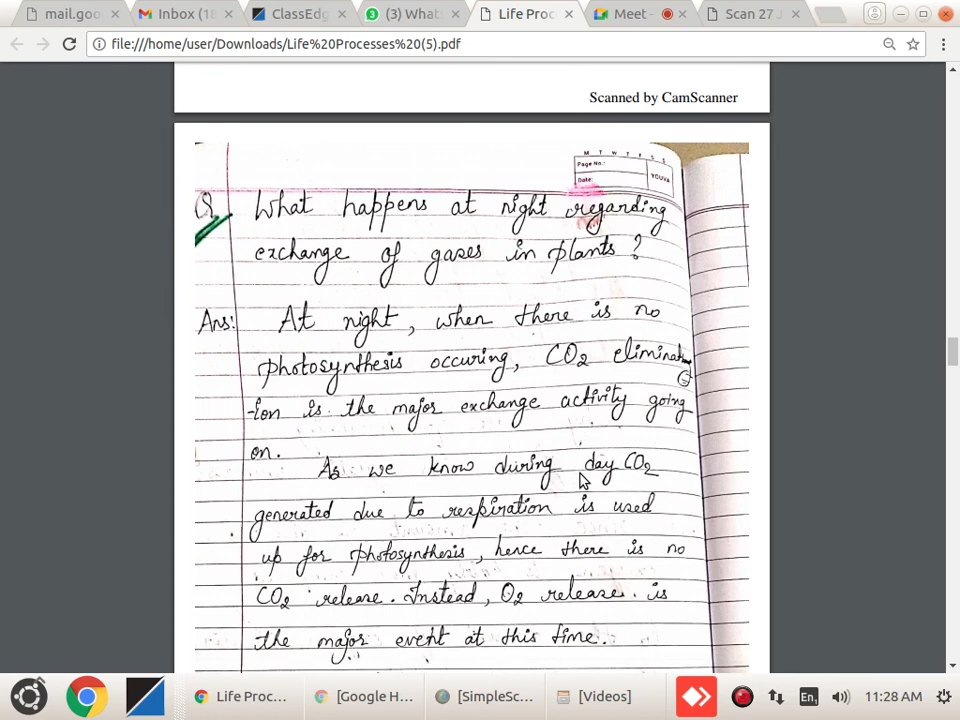 mail.goo
Inbox (18
ClassEdg
(3) What
Life Proc
Meet -
Scan 27 J
file:///home/user/Downloads/Life%20Processes%20(5).pdf
Scanned by CamScanner
M T W T F S S
Page No.:
Date:
YOUVA
Q. What happens at night regarding
exchange of gases in plants?
Ans: At night, when there is no
photosynthesis occuring, CO2 eliminat
-ion is the major exchange activity going
on.
As we know during day CO2
generated due to respiration is used
up for photosynthesis, hence there is no
CO2 release. Instead, O2 release is
the major event at this time.
Life Proc...
[Google H...
[SimpleSc...
[Videos]
En
11:28 AM